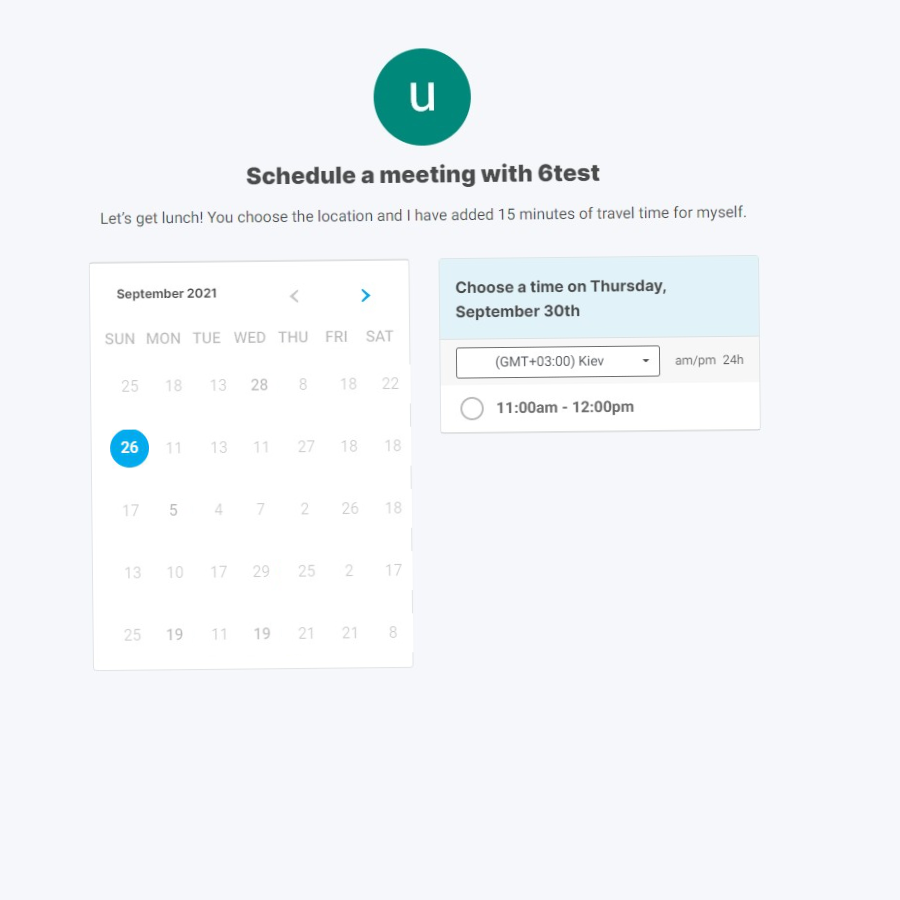 u
Schedule a meeting with 6test
Let's get lunch! You choose the location and I have added 15 minutes of travel time for myself.
September 2021
SUN MON TUE WED THU FRI SAT
25 18 13 28 8 18 22
26 11 13 11 27 18 18
17 5 4 7 2 26 18
13 10 17 29 25 2 17
25 19 11 19 21 21 8
Choose a time on Thursday,
September 30th
(GMT+03:00) Kiev am/pm 24h
11:00am - 12:00pm